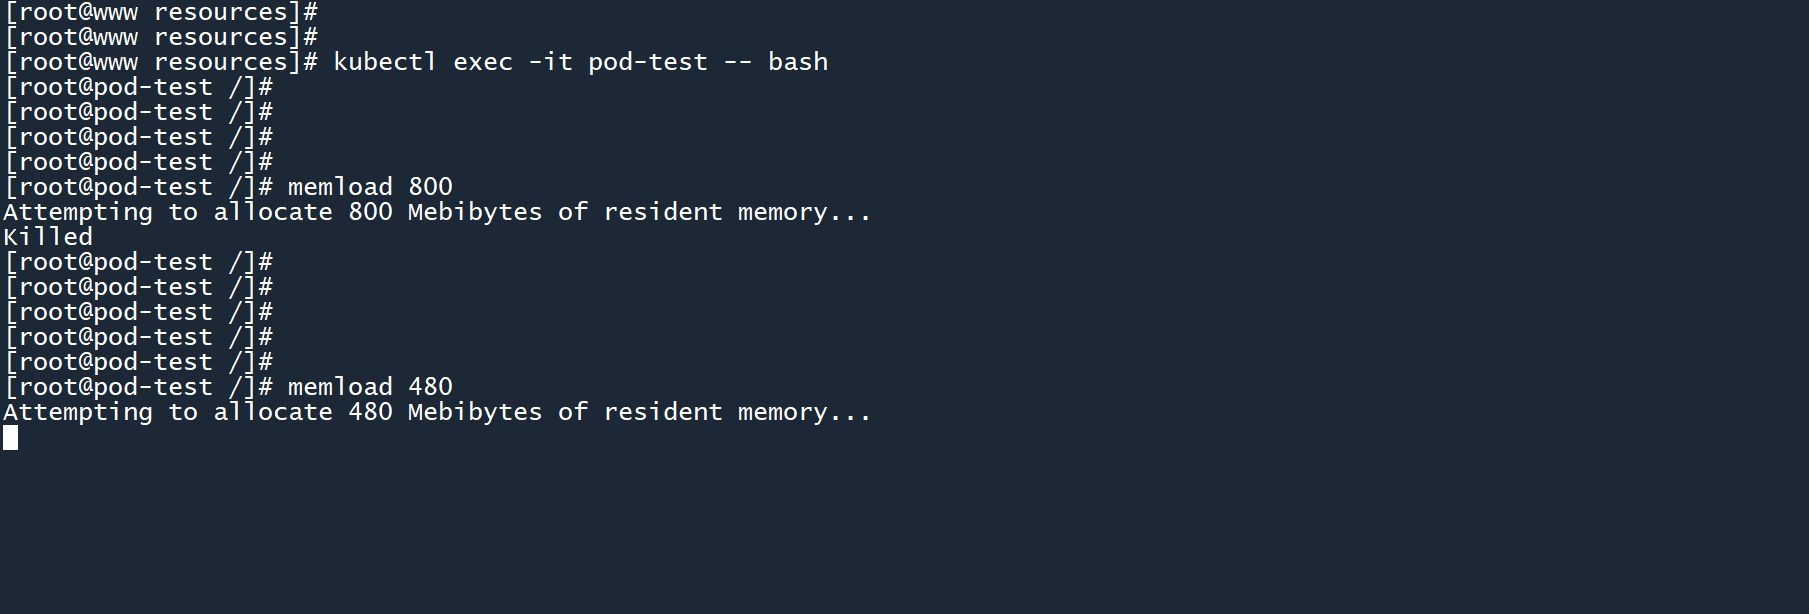 [root@www resources]#
[root@www resources]#
[root@www resources]# kubectl exec -it pod-test -- bash
[root@pod-test /]#
[root@pod-test /]#
[root@pod-test /]#
[root@pod-test /]#
[root@pod-test /]# memload 800
Attempting to allocate 800 Mebibytes of resident memory...
Killed
[root@pod-test /]#
[root@pod-test /]#
[root@pod-test /]#
[root@pod-test /]#
[root@pod-test /]#
[root@pod-test /]# memload 480
Attempting to allocate 480 Mebibytes of resident memory...